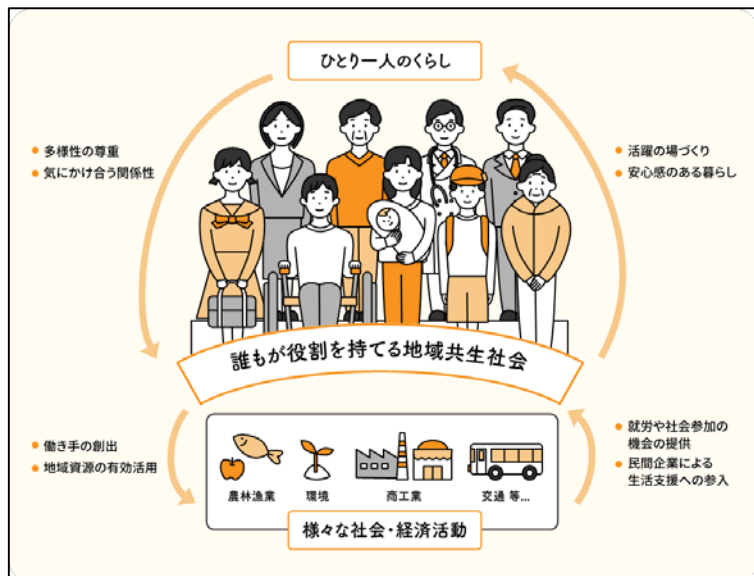 ひとり一人のくらし
● 多様性の尊重
● 気にかけ合う関係性
● 活躍の場づくり
● 安心感のある暮らし
誰もが役割を持てる地域共生社会
● 働き手の創出
● 地域資源の有効活用
● 就労や社会参加の
機会の提供
● 民間企業による
生活支援への参入
農林漁業 環境 商工業 交通 等...
様々な社会・経済活動